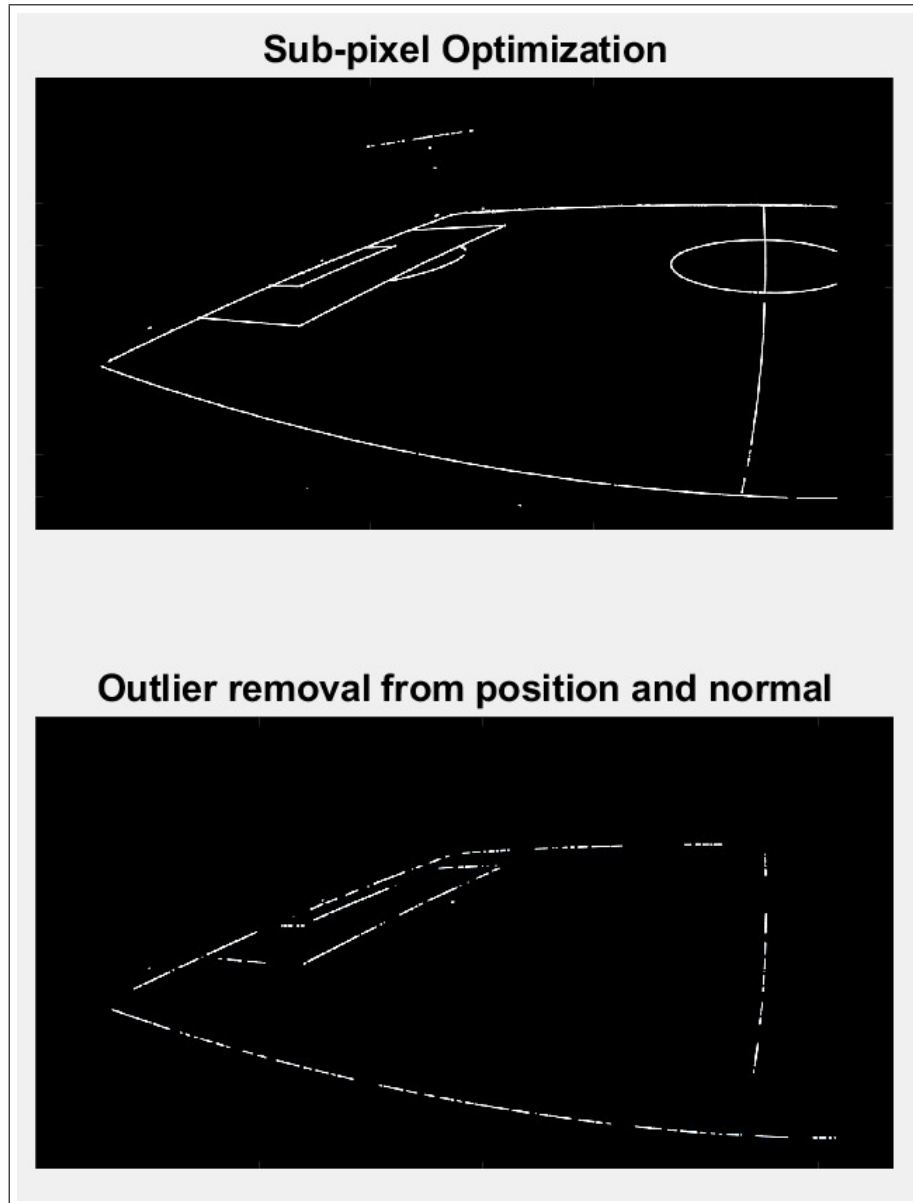 Sub-pixel Optimization
Outlier removal from position and normal